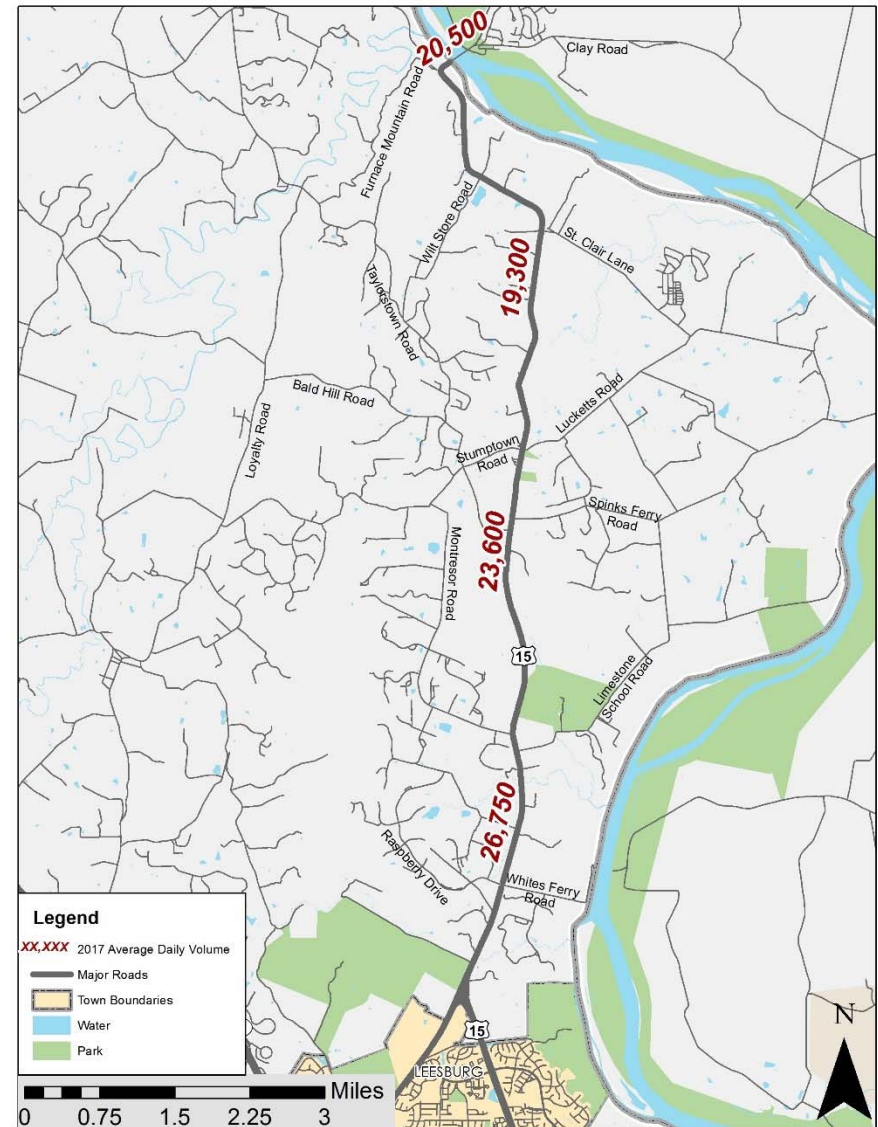 20,500
Clay Road
Furnace Mountain Road
Wilt Store Road
St. Clair Lane
19,300
Taylorstown Road
Bald Hill Road
Lucketts Road
Loyalty Road
Stumptown
Road
Spinks Ferry
Road
23,600
Montresor Road
15
Limestone
School Road
26,750
Raspberry Drive
Whites Ferry
Road
15
LEESBURG
Legend
XX,XXX 2017 Average Daily Volume
Major Roads
Town Boundaries
Water
Park
Miles
0 0.75 1.5 2.25 3
N